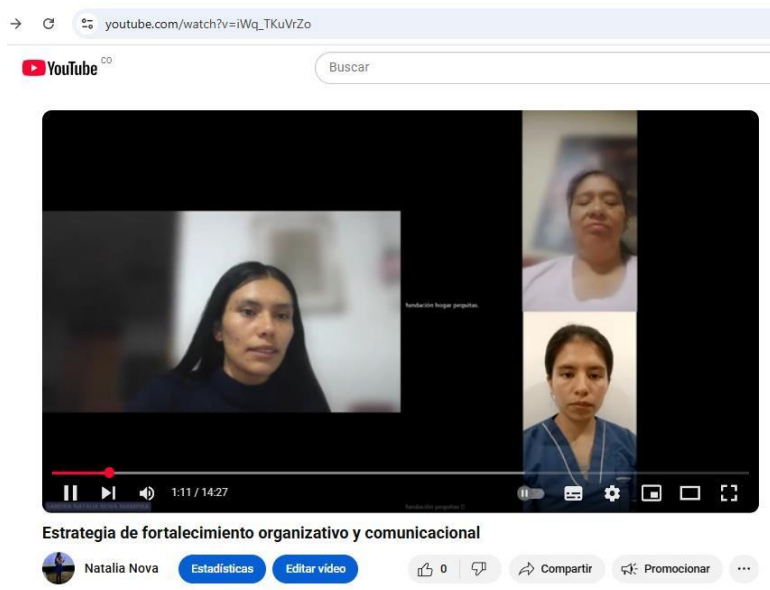 youtube.com/watch?v=iWq_TKuVrZo
YouTube CO
Buscar
fundación hogar pequitas.
1:11 / 14:27
Estrategia de fortalecimiento organizativo y comunicacional
Natalia Nova
Estadísticas
Editar vídeo
0
Compartir
Promocionar